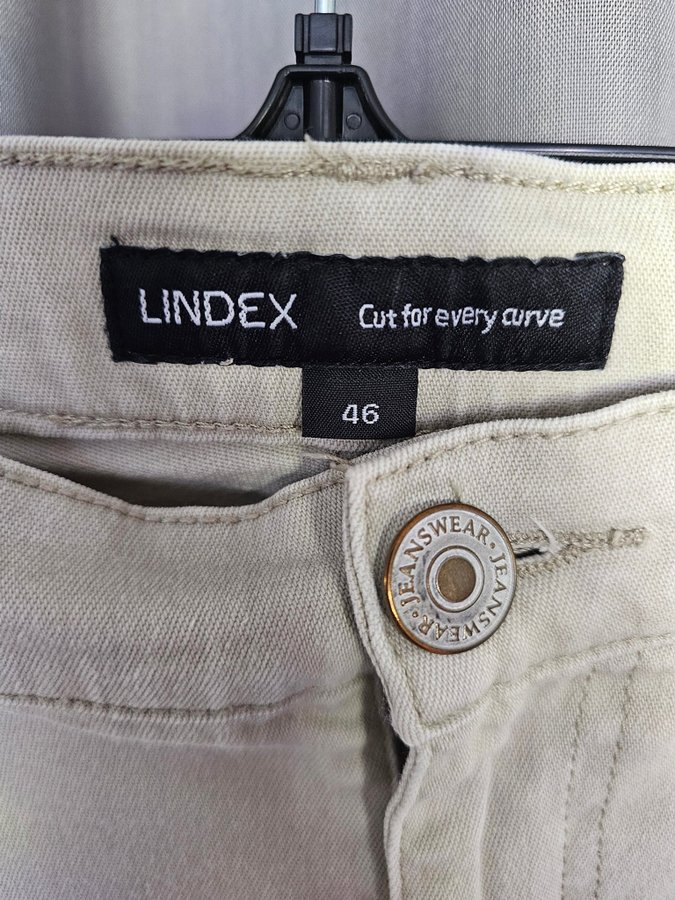 LINDEX Cut for every curve
46
JEANSWEAR · JEANSWEAR ·